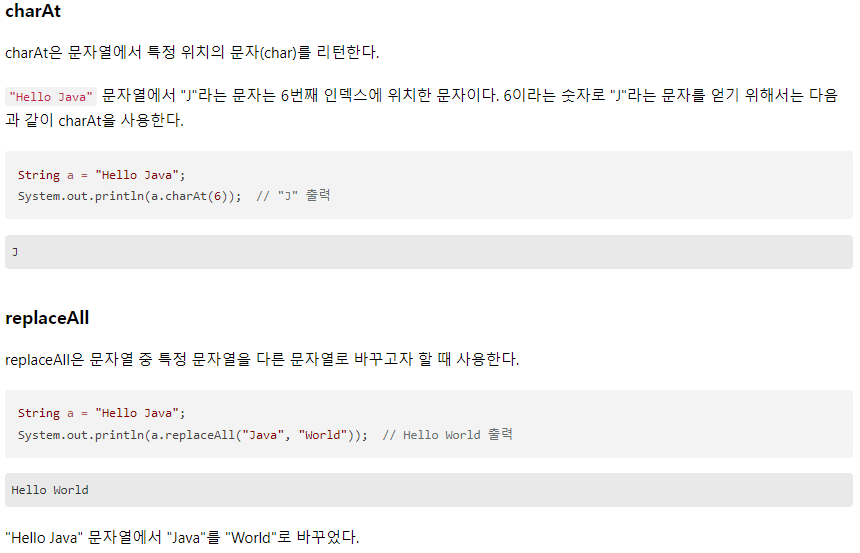 charAt
charAt은 문자열에서 특정 위치의 문자(char)를 리턴한다.
"Hello Java" 문자열에서 "J"라는 문자는 6번째 인덱스에 위치한 문자이다. 6이라는 숫자로 "J"라는 문자를 얻기 위해서는 다음
과 같이 charAt을 사용한다.
String a = "Hello Java";
System.out.println(a.charAt(6));  // "J" 출력
J
replaceAll
replaceAll은 문자열 중 특정 문자열을 다른 문자열로 바꾸고자 할 때 사용한다.
String a = "Hello Java";
System.out.println(a.replaceAll("Java", "World"));  // Hello World 출력
Hello World
"Hello Java" 문자열에서 "Java"를 "World"로 바꾸었다.